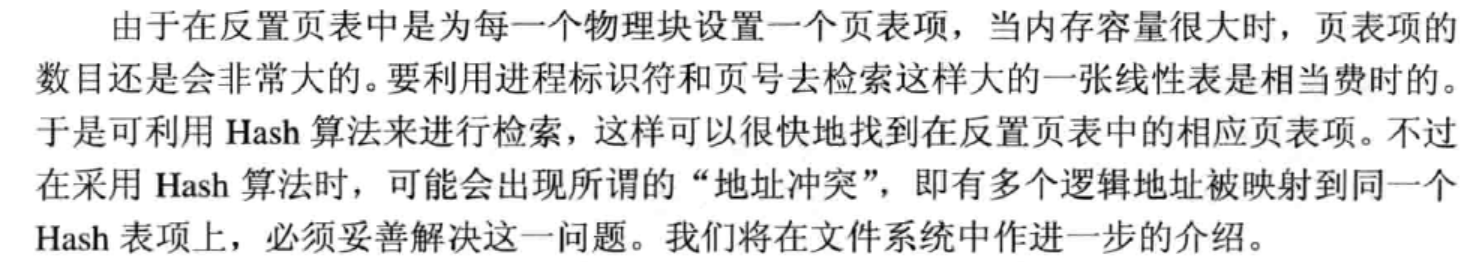 由于在反置页表中是为每一个物理块设置一个页表项，当内存容量很大时，页表项的
数目还是会非常大的。要利用进程标识符和页号去检索这样大的一张线性表是相当费时的。
于是可利用 Hash 算法来进行检索，这样可以很快地找到在反置页表中的相应页表项。不过
在采用 Hash 算法时，可能会出现所谓的“地址冲突”，即有多个逻辑地址被映射到同一个
Hash 表项上，必须妥善解决这一问题。我们将在文件系统中作进一步的介绍。